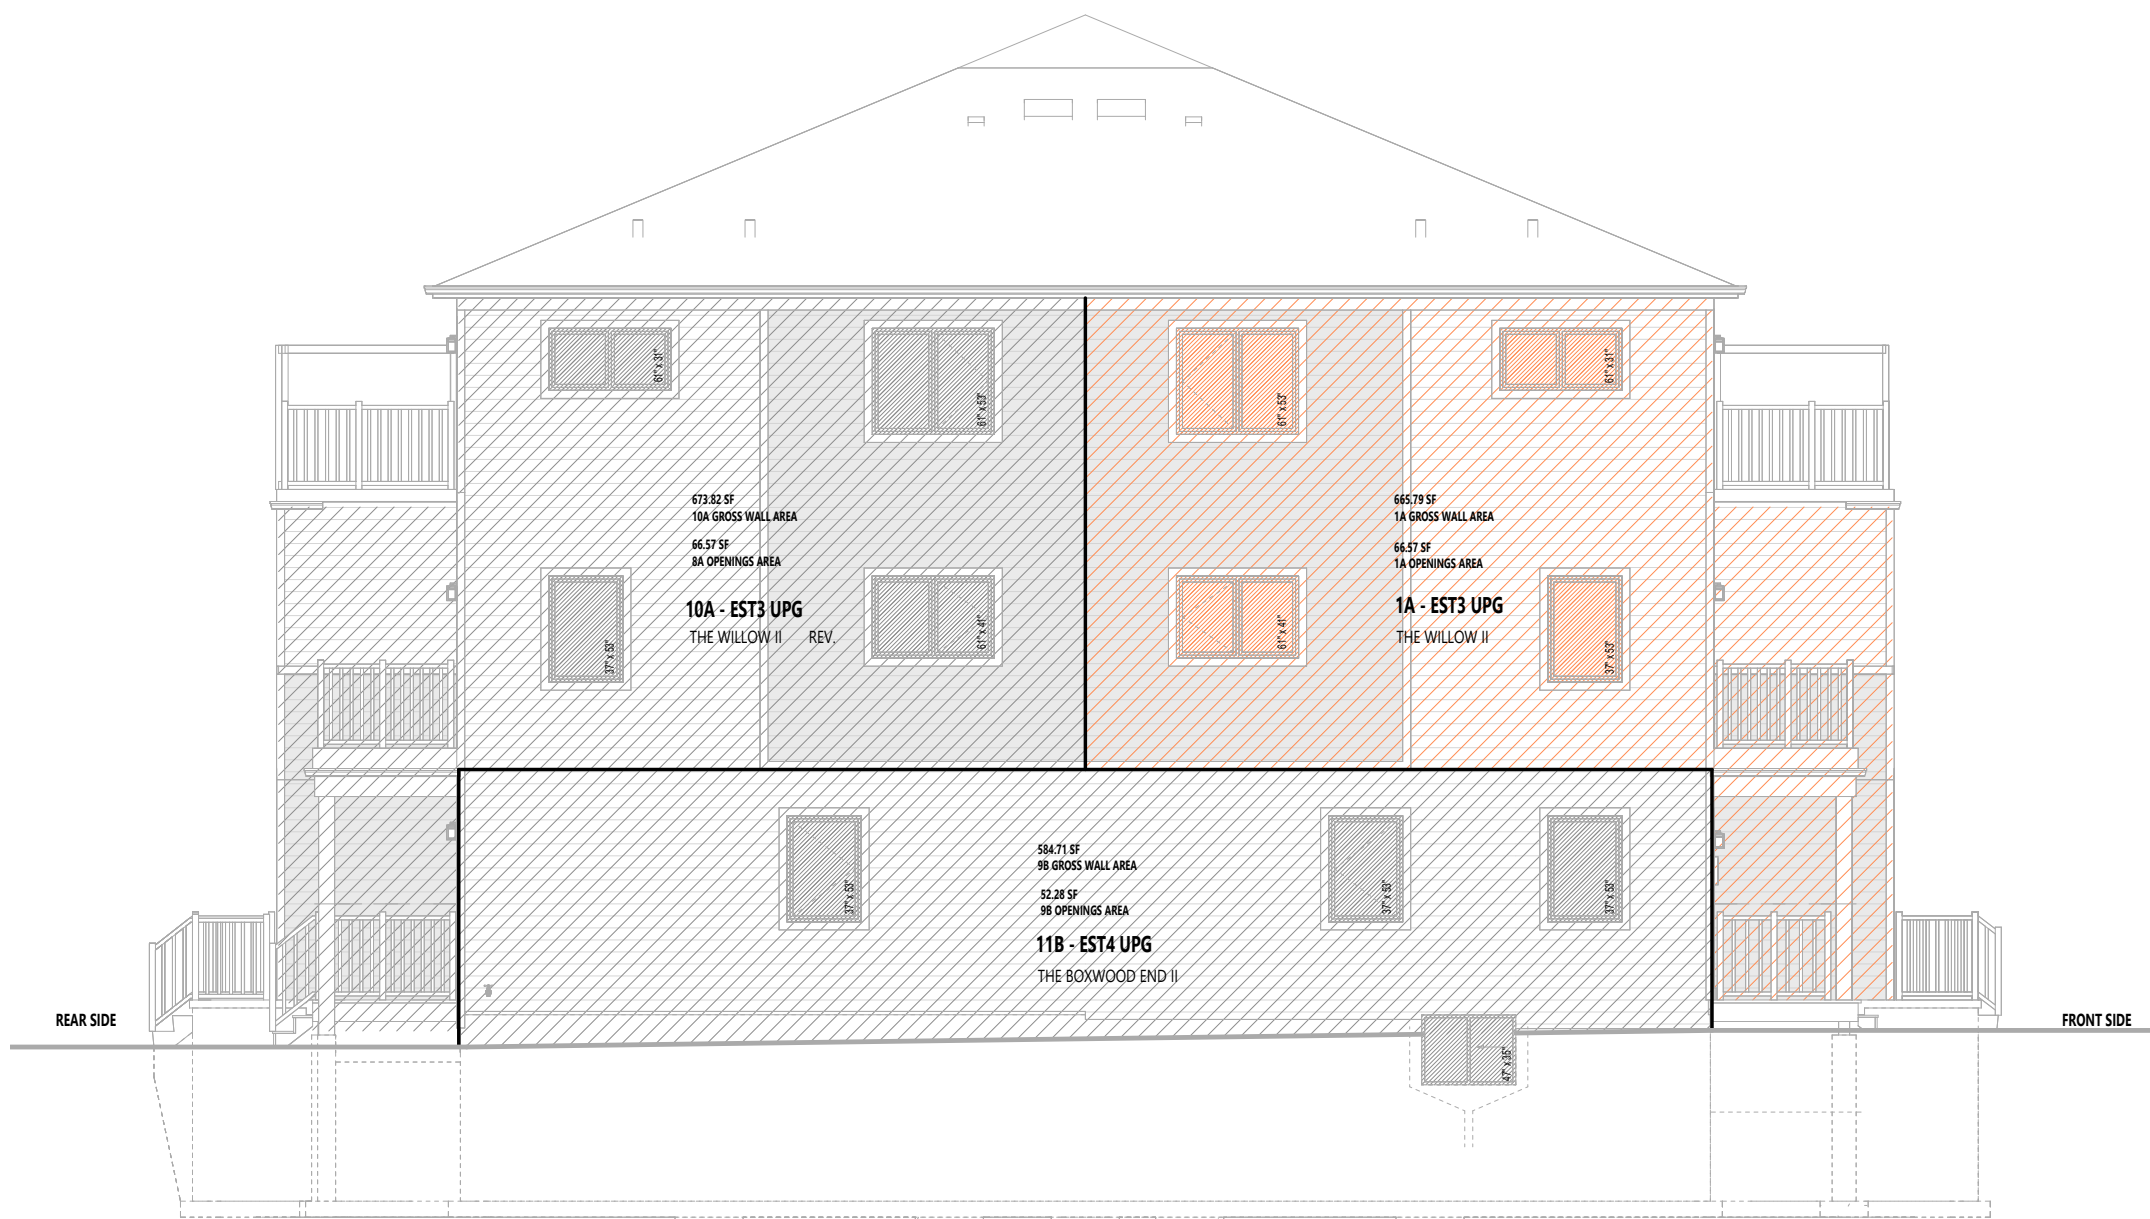 61" x 31"
61" x 53"
61" x 53"
61" x 31"
673.82 SF
10A GROSS WALL AREA
66.57 SF
8A OPENINGS AREA
10A - EST3 UPG
THE WILLOW II REV.
665.79 SF
1A GROSS WALL AREA
66.57 SF
1A OPENINGS AREA
1A - EST3 UPG
THE WILLOW II
37" x 53"
61" x 41"
61" x 41"
37" x 53"
584.71 SF
9B GROSS WALL AREA
52.28 SF
9B OPENINGS AREA
11B - EST4 UPG
THE BOXWOOD END II
37" x 53"
37" x 53"
37" x 53"
REAR SIDE
FRONT SIDE
47" x 35"